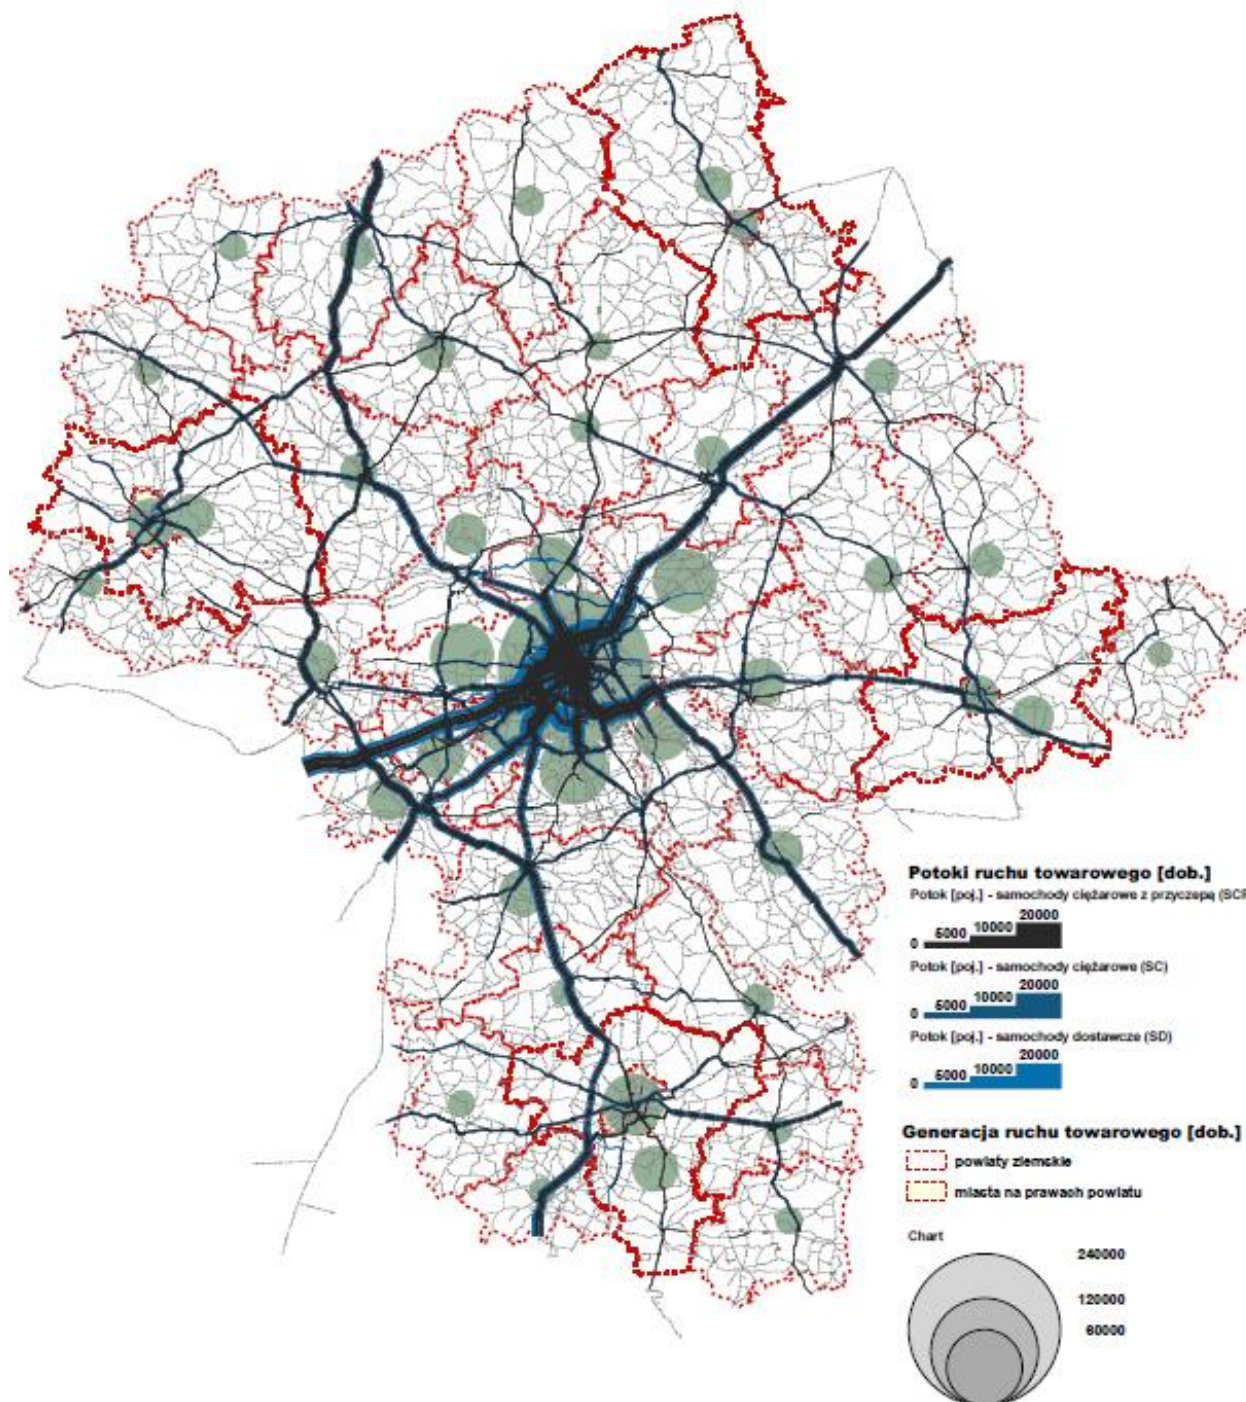 Potoki ruchu towarowego [dob.]
Potok [poj.] - samochody ciężarowe z przyczepą (SCP
0 5000 10000 20000
Potok [poj.] - samochody ciężarowe (SC)
0 5000 10000 20000
Potok [poj.] - samochody dostawcze (SD)
0 5000 10000 20000
Generacja ruchu towarowego [dob.]
powiaty ziemskie
miasta na prawach powiatu
Chart
240000
120000
60000